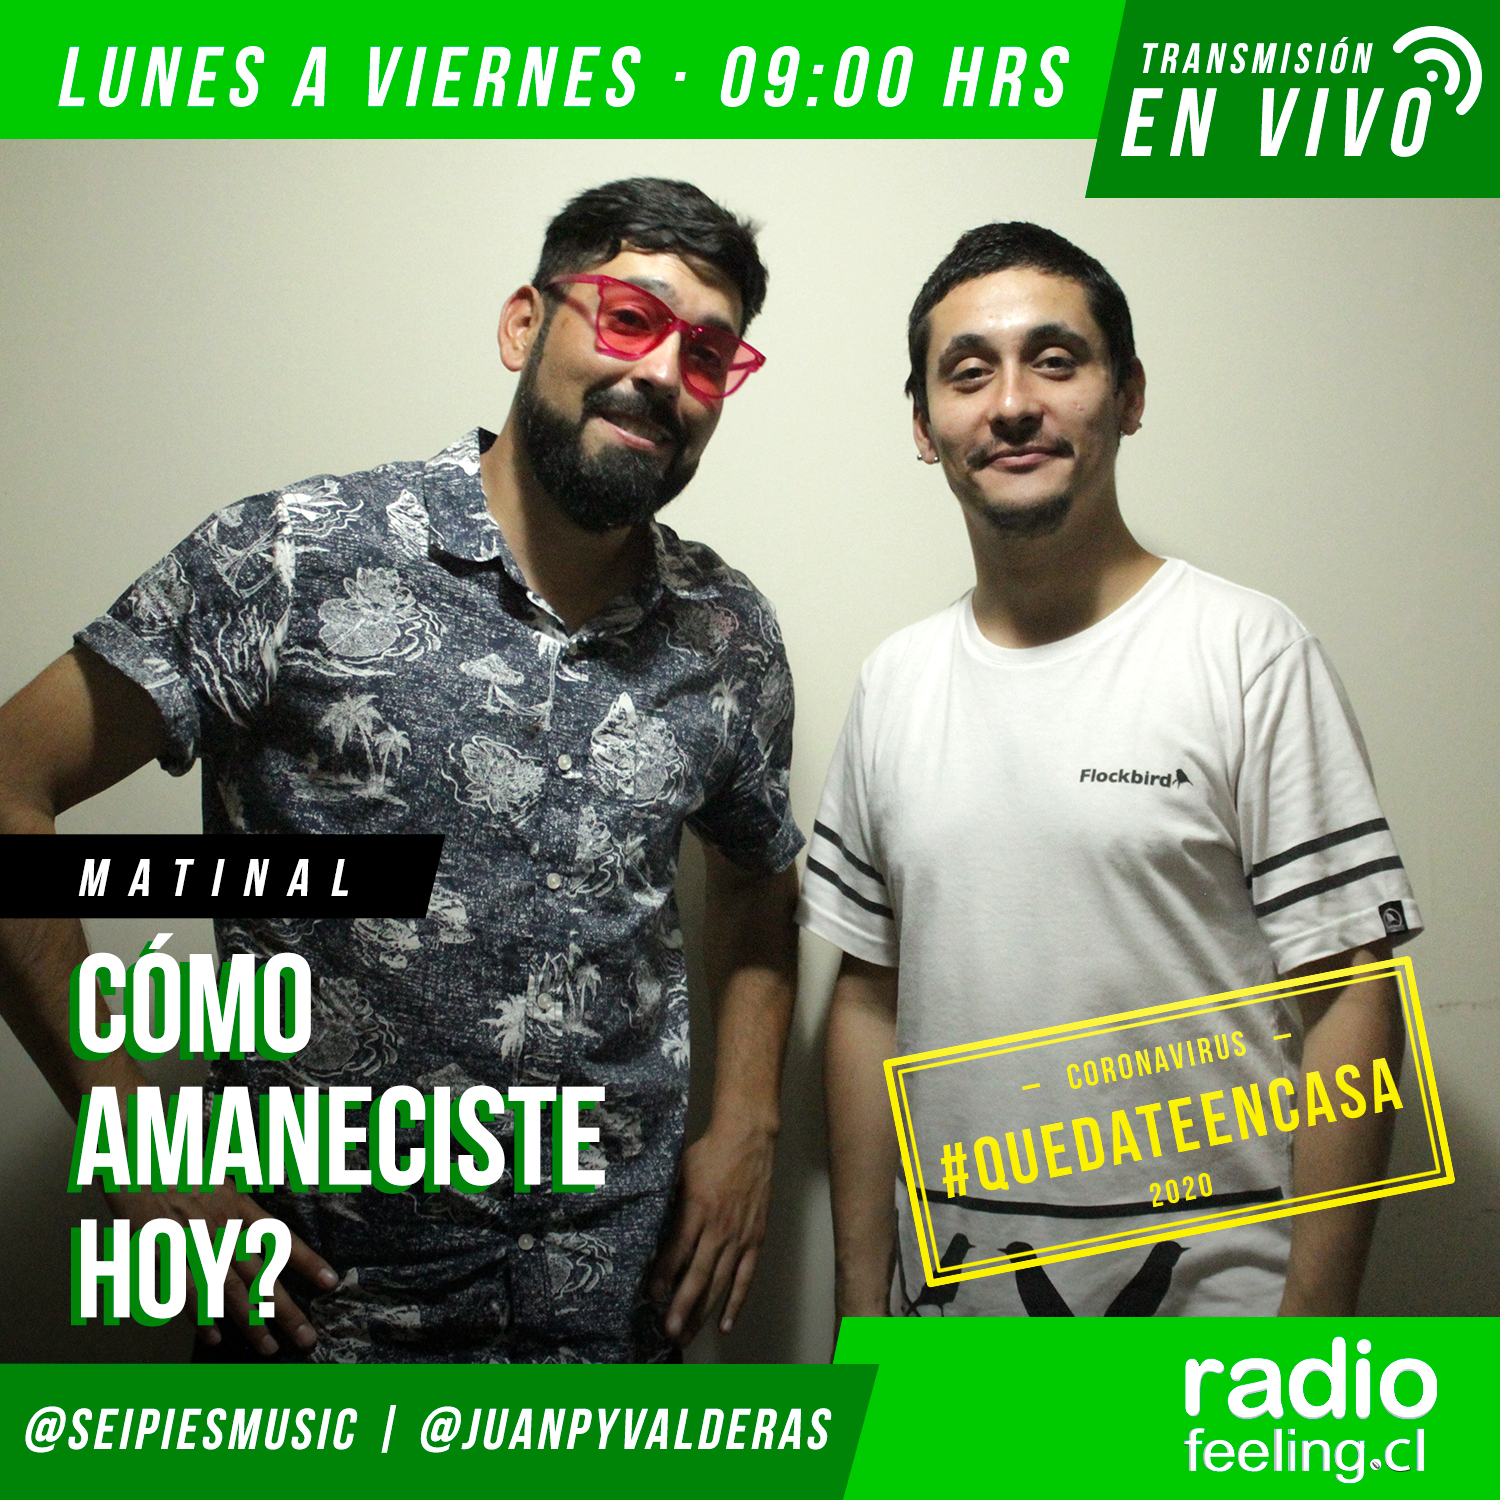 LUNES A VIERNES · 09:00 HRS
TRANSMISIÓN
EN VIVO
Flockbird
MATINAL
CÓMO
AMANECISTE
HOY?
– CORONAVIRUS –
#QUEDATEENCASA
2020
@SEIPIESMUSIC | @JUANPYVALDERAS
radio
feeling.cl